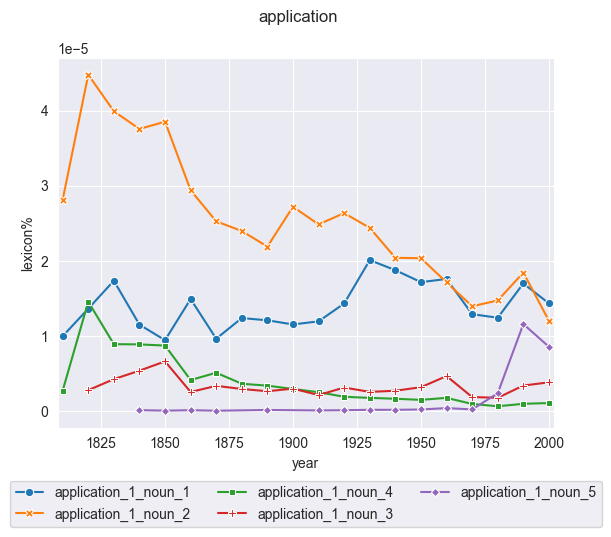 application
1e−5
4
3
2
1
0
lexicon%
1825 1850 1875 1900 1925 1950 1975 2000
year
application_1_noun_1 application_1_noun_4 application_1_noun_5
application_1_noun_2 application_1_noun_3